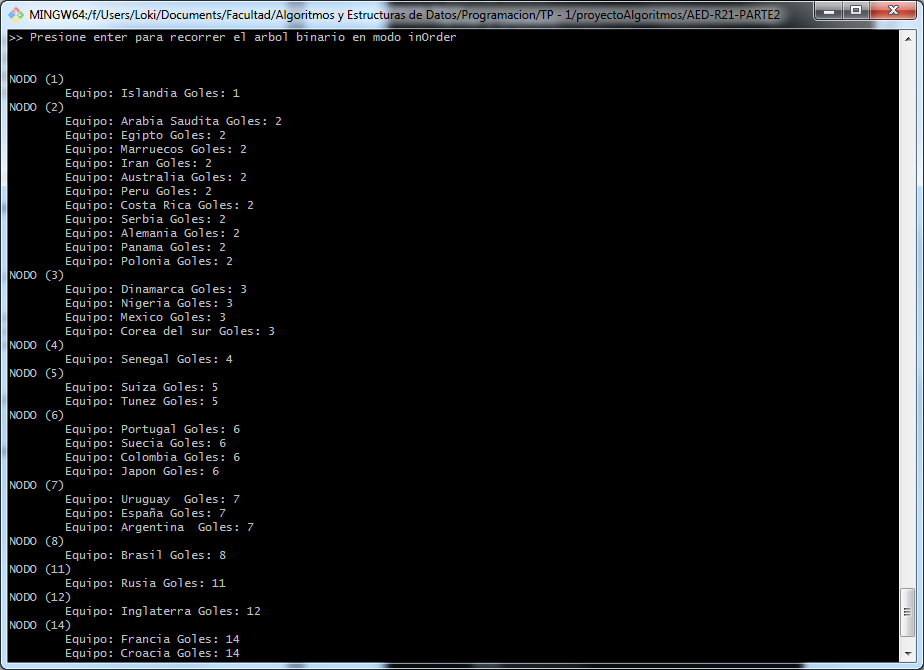 MINGW64:/f/Users/Loki/Documents/Facultad/Algoritmos y Estructuras de Datos/Programacion/TP - 1/proyectoAlgoritmos/AED-R21-PARTE2
>> Presione enter para recorrer el arbol binario en modo inOrder
NODO (1)
Equipo: Islandia Goles: 1
NODO (2)
Equipo: Arabia Saudita Goles: 2
Equipo: Egipto Goles: 2
Equipo: Marruecos Goles: 2
Equipo: Iran Goles: 2
Equipo: Australia Goles: 2
Equipo: Peru Goles: 2
Equipo: Costa Rica Goles: 2
Equipo: Serbia Goles: 2
Equipo: Alemania Goles: 2
Equipo: Panama Goles: 2
Equipo: Polonia Goles: 2
NODO (3)
Equipo: Dinamarca Goles: 3
Equipo: Nigeria Goles: 3
Equipo: Mexico Goles: 3
Equipo: Corea del sur Goles: 3
NODO (4)
Equipo: Senegal Goles: 4
NODO (5)
Equipo: Suiza Goles: 5
Equipo: Tunez Goles: 5
NODO (6)
Equipo: Portugal Goles: 6
Equipo: Suecia Goles: 6
Equipo: Colombia Goles: 6
Equipo: Japon Goles: 6
NODO (7)
Equipo: Uruguay  Goles: 7
Equipo: España Goles: 7
Equipo: Argentina  Goles: 7
NODO (8)
Equipo: Brasil Goles: 8
NODO (11)
Equipo: Rusia Goles: 11
NODO (12)
Equipo: Inglaterra Goles: 12
NODO (14)
Equipo: Francia Goles: 14
Equipo: Croacia Goles: 14